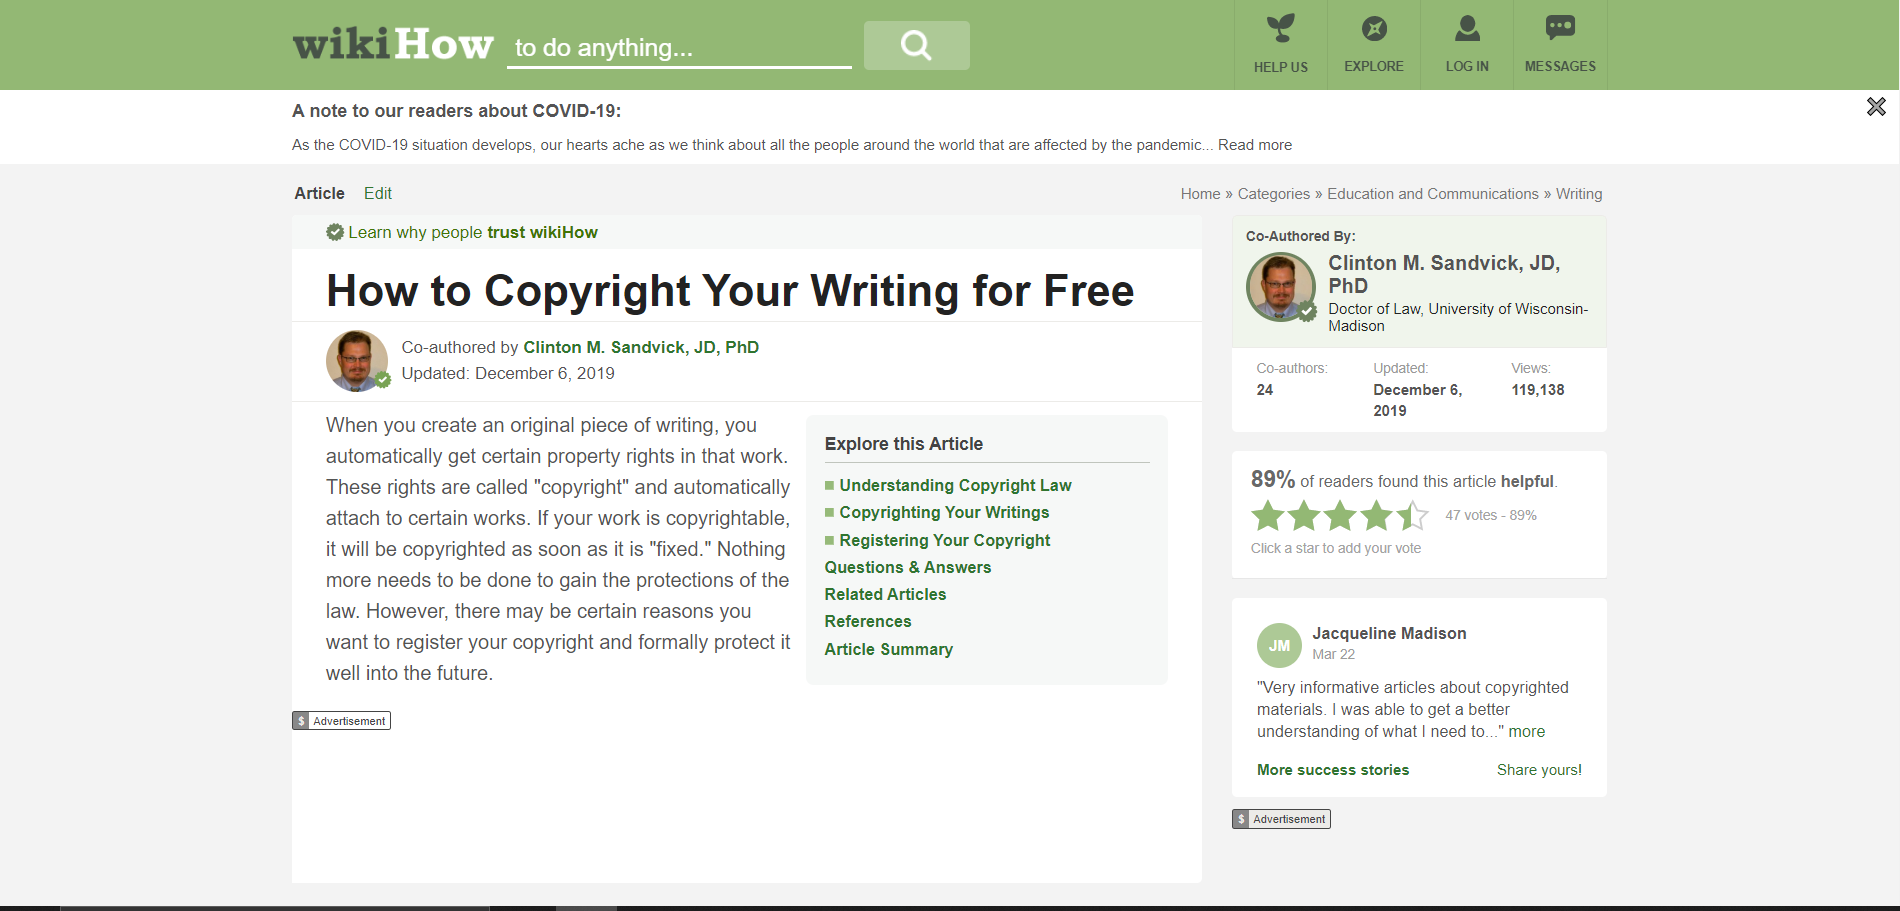 wikiHow to do anything...
HELP US
EXPLORE
LOG IN
MESSAGES
A note to our readers about COVID-19:
As the COVID-19 situation develops, our hearts ache as we think about all the people around the world that are affected by the pandemic... Read more
Article Edit
Home » Categories » Education and Communications » Writing
Learn why people trust wikiHow
How to Copyright Your Writing for Free
Co-authored by Clinton M. Sandvick, JD, PhD
Updated: December 6, 2019
When you create an original piece of writing, you
automatically get certain property rights in that work.
These rights are called "copyright" and automatically
attach to certain works. If your work is copyrightable,
it will be copyrighted as soon as it is "fixed." Nothing
more needs to be done to gain the protections of the
law. However, there may be certain reasons you
want to register your copyright and formally protect it
well into the future.
Explore this Article
Understanding Copyright Law
Copyrighting Your Writings
Registering Your Copyright
Questions & Answers
Related Articles
References
Article Summary
$ Advertisement
Co-Authored By:
Clinton M. Sandvick, JD,
PhD
Doctor of Law, University of Wisconsin-
Madison
Co-authors:
24
Updated:
December 6,
2019
Views:
119,138
89% of readers found this article helpful.
47 votes - 89%
Click a star to add your vote
JM
Jacqueline Madison
Mar 22
"Very informative articles about copyrighted
materials. I was able to get a better
understanding of what I need to..." more
More success stories
Share yours!
$ Advertisement